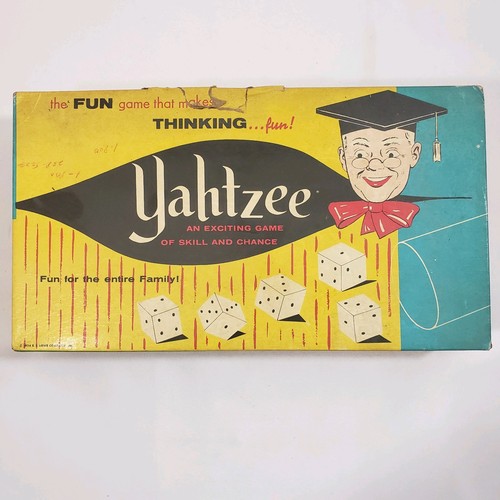 the FUN game that makes
THINKING...fun!
Yahtzee
AN EXCITING GAME
OF SKILL AND CHANCE
Fun for the entire Family!